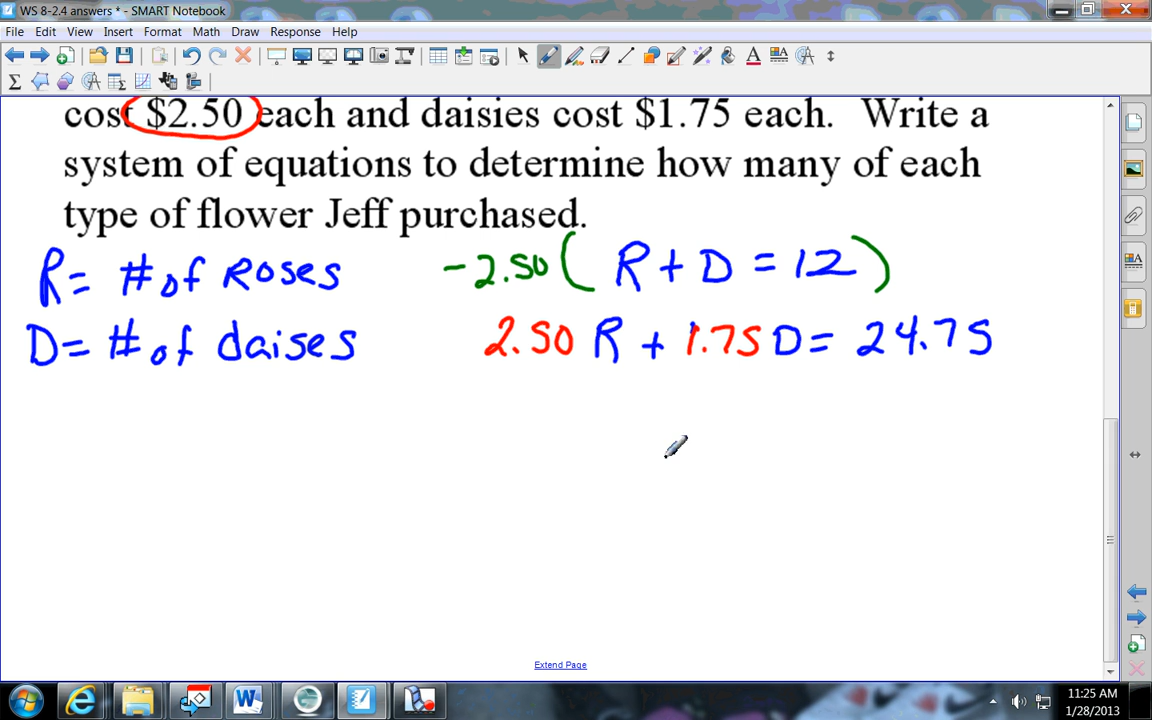 WS 8-2.4 answers * - SMART Notebook
File Edit View Insert Format Math Draw Response Help
cost $2.50 each and daisies cost $1.75 each. Write a
system of equations to determine how many of each
type of flower Jeff purchased.
R= # of Roses
-2.50( R+D = 12 )
D= # of daises
2.50 R + 1.75 D= 24.75
Extend Page
11:25 AM
1/28/2013